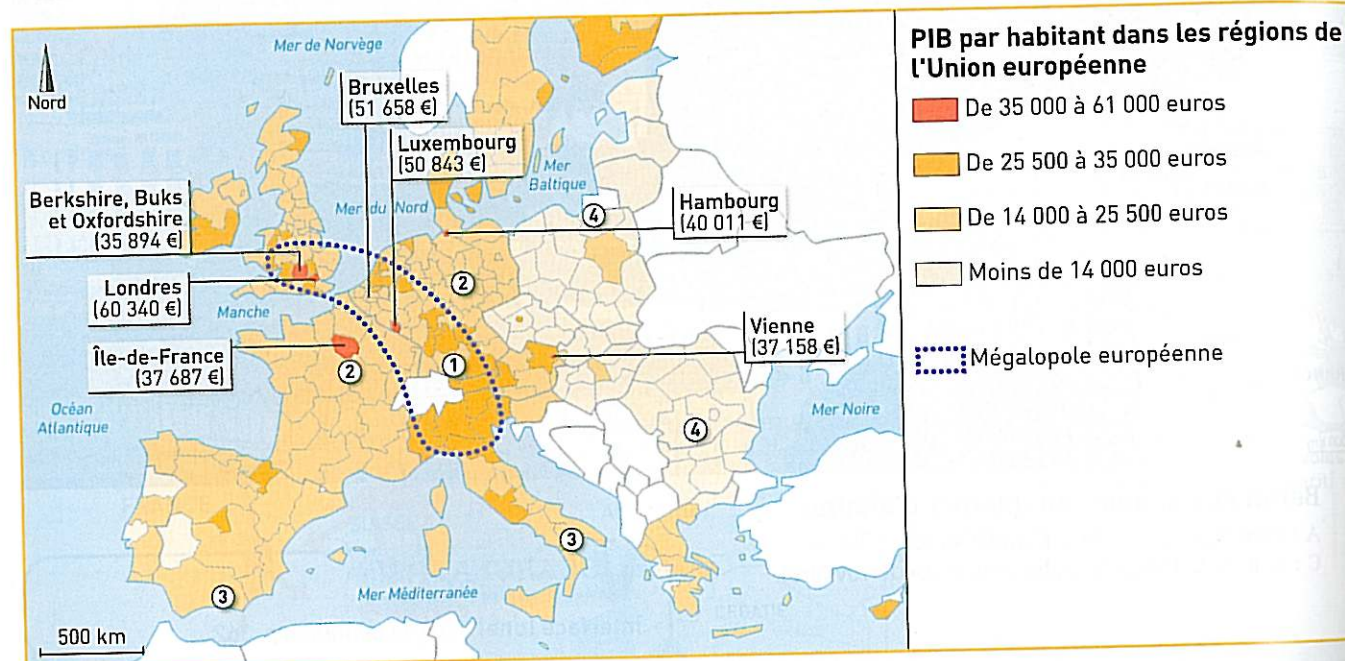 Nord
Mer de Norvège
Bruxelles
(51 658 €)
Luxembourg
(50 843 €)
Mer
Baltique
Berkshire, Buks
et Oxfordshire
(35 894 €)
Mer du Nord
4
Hambourg
(40 011 €)
Londres
(60 340 €)
2
Manche
Île-de-France
(37 687 €)
2
1
Vienne
(37 158 €)
Océan
Atlantique
Mer Noire
4
3
3
Mer Méditerranée
500 km
PIB par habitant dans les régions de
l'Union européenne
De 35 000 à 61 000 euros
De 25 500 à 35 000 euros
De 14 000 à 25 500 euros
Moins de 14 000 euros
Mégalopole européenne